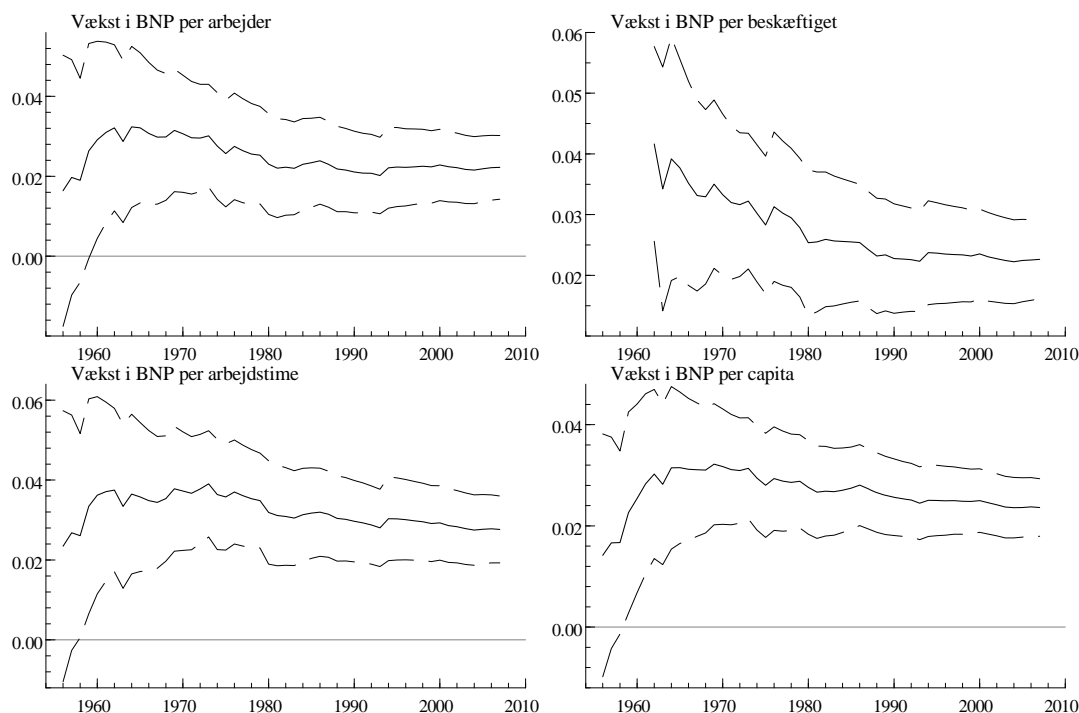 Vækst i BNP per arbejder
0.04
0.02
0.00
1960 1970 1980 1990 2000 2010
Vækst i BNP per beskæftiget
0.06
0.05
0.04
0.03
0.02
1960 1970 1980 1990 2000 2010
Vækst i BNP per arbejdstime
0.06
0.04
0.02
0.00
1960 1970 1980 1990 2000 2010
Vækst i BNP per capita
0.04
0.02
0.00
1960 1970 1980 1990 2000 2010